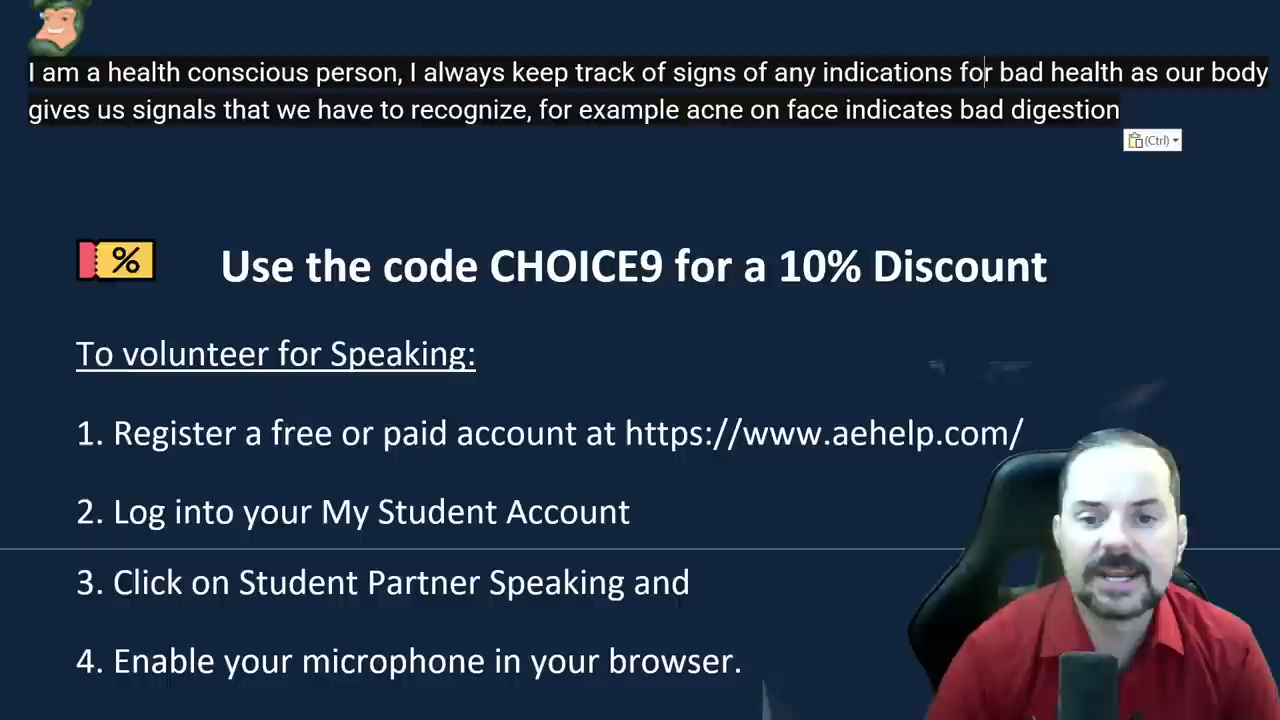 I am a health conscious person, I always keep track of signs of any indications for bad health as our body
gives us signals that we have to recognize, for example acne on face indicates bad digestion
(Ctrl)
%
Use the code CHOICE9 for a 10% Discount
To volunteer for Speaking:
1. Register a free or paid account at https://www.aehelp.com/
2. Log into your My Student Account
3. Click on Student Partner Speaking and
4. Enable your microphone in your browser.